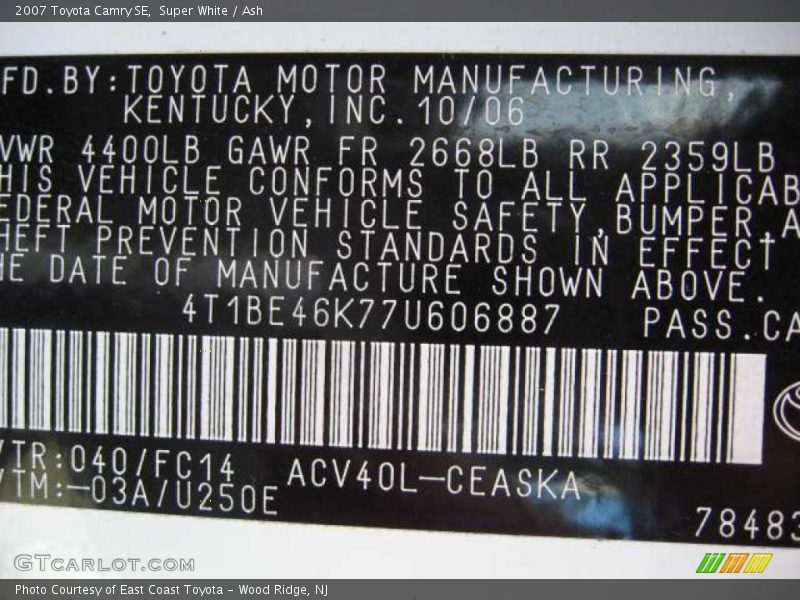 2007 Toyota Camry SE, Super White / Ash
FD.BY:TOYOTA MOTOR MANUFACTURING,
KENTUCKY,INC. 10/06
VWR 4400LB GAWR FR 2668LB RR 2359LB
HIS VEHICLE CONFORMS TO ALL APPLICAB
EDERAL MOTOR VEHICLE SAFETY,BUMPER,A
HEFT PREVENTION STANDARDS IN EFFECT
HE DATE OF MANUFACTURE SHOWN ABOVE.
4T1BE46K77U606887 PASS.CA
/TR:040/FC14 ACV40L-CEASKA
/TM:-03A/U250E
78483
GTCARLOT.COM
Photo Courtesy of East Coast Toyota – Wood Ridge, NJ